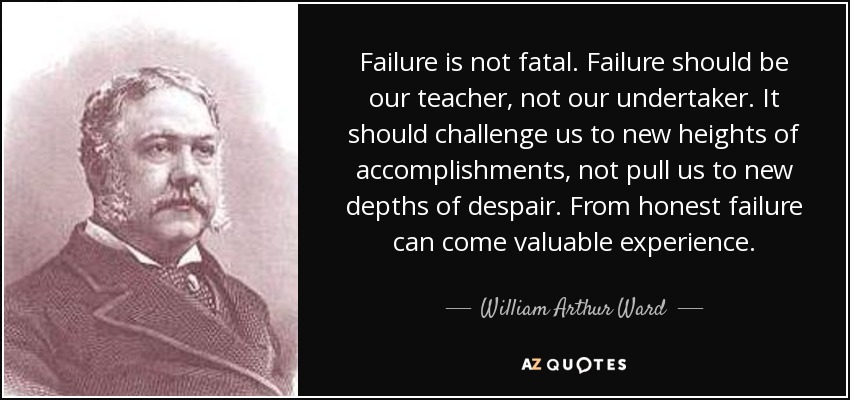 Failure is not fatal. Failure should be
our teacher, not our undertaker. It
should challenge us to new heights of
accomplishments, not pull us to new
depths of despair. From honest failure
can come valuable experience.
— William Arthur Ward —
AZ QUOTES